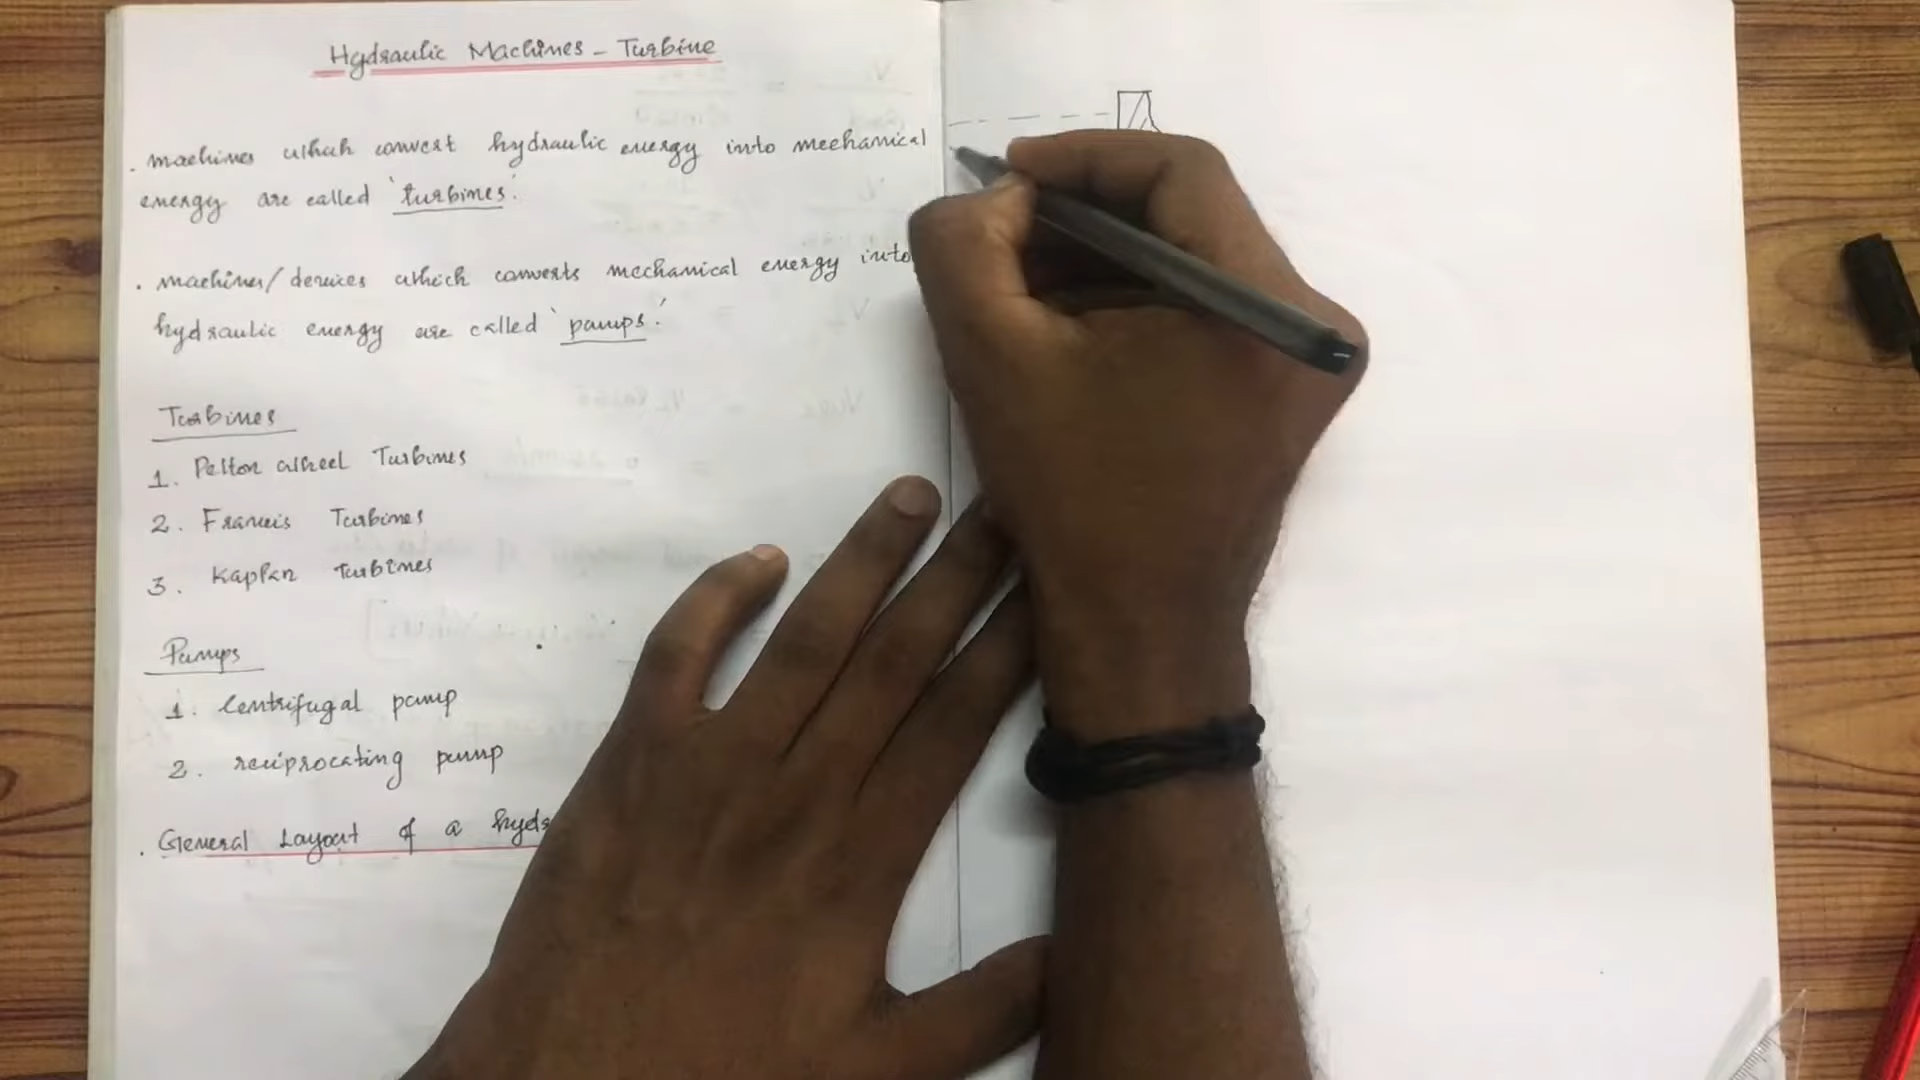 Hydraulic Machines - Turbine
. machines which convert hydraulic energy into mechanical
energy are called 'turbines'.
. machines/devices which converts mechanical energy into
hydraulic energy are called 'pumps'.
Turbines
1. Pelton wheel Turbines
2. Francis Turbines
3. Kaplan Turbines
Pumps
1. Centrifugal pump
2. reciprocating pump
. General Layout of a